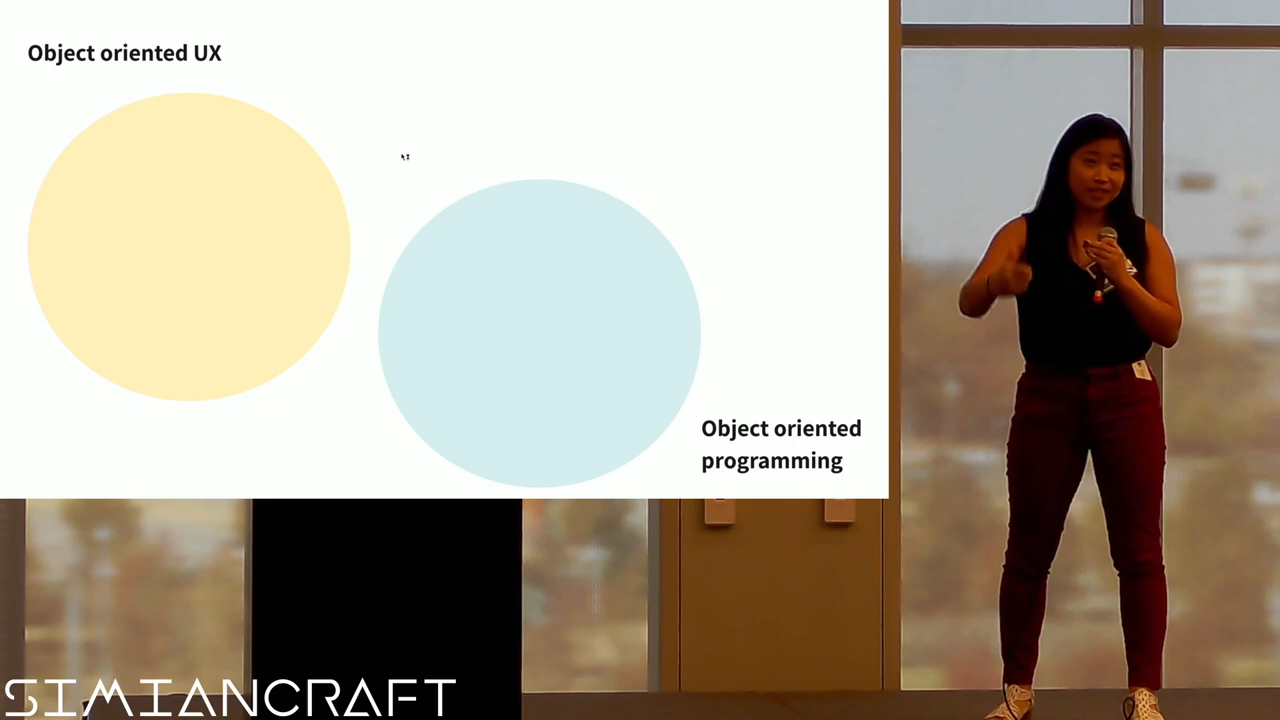 Object oriented UX
Object oriented
programming
SIMIANCRAFT